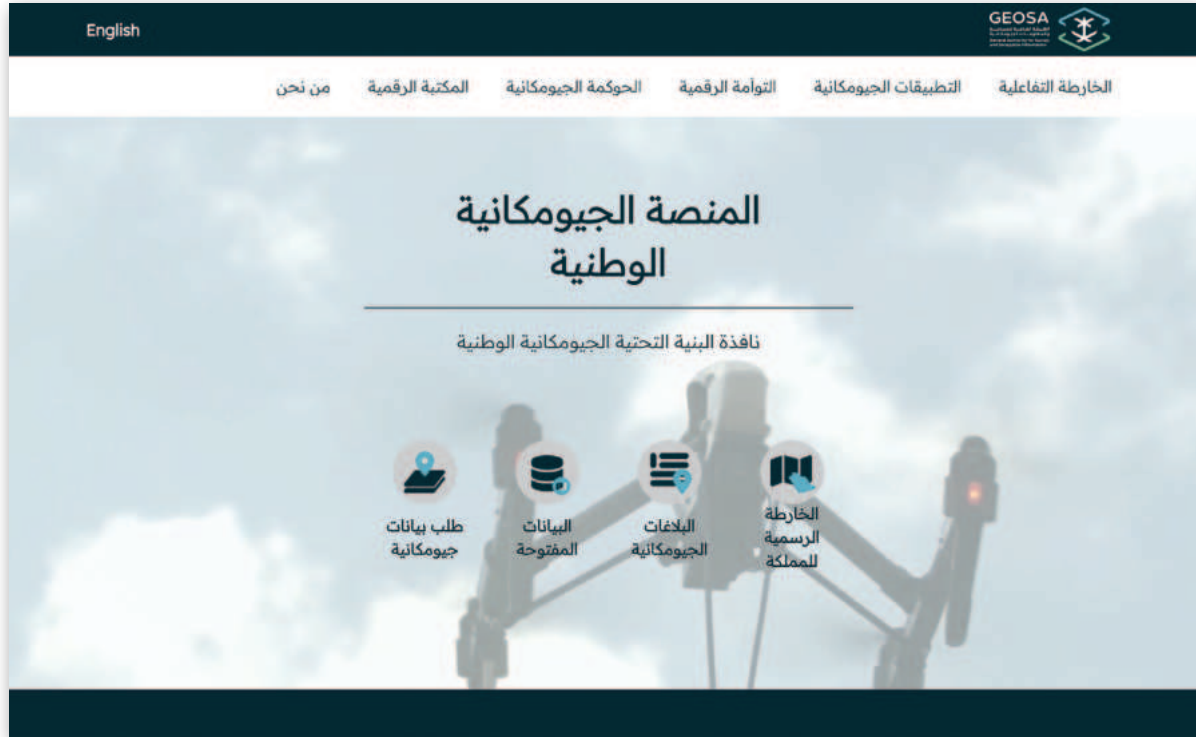 GEOSA
English
الخارطة التفاعلية
التطبيقات الجيومكانية
التوأمة الرقمية
الحوكمة الجيومكانية
المكتبة الرقمية
من نحن
المنصة الجيومكانية
الوطنية
نافذة البنية التحتية الجيومكانية الوطنية
الخارطة
الرسمية
للمملكة
البلاغات
الجيومكانية
البيانات
المفتوحة
طلب بيانات
جيومكانية